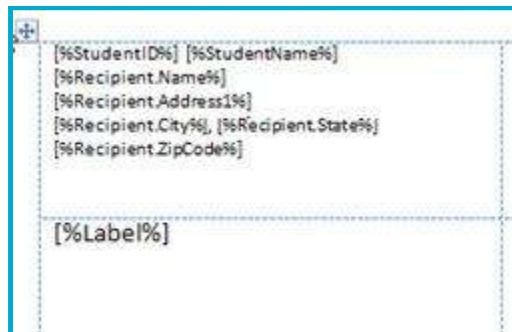 [%StudentID%] [%StudentName%]
[%Recipient.Name%]
[%Recipient.Address1%]
[%Recipient.City%], [%Recipient.State%]
[%Recipient.ZipCode%]
[%Label%]